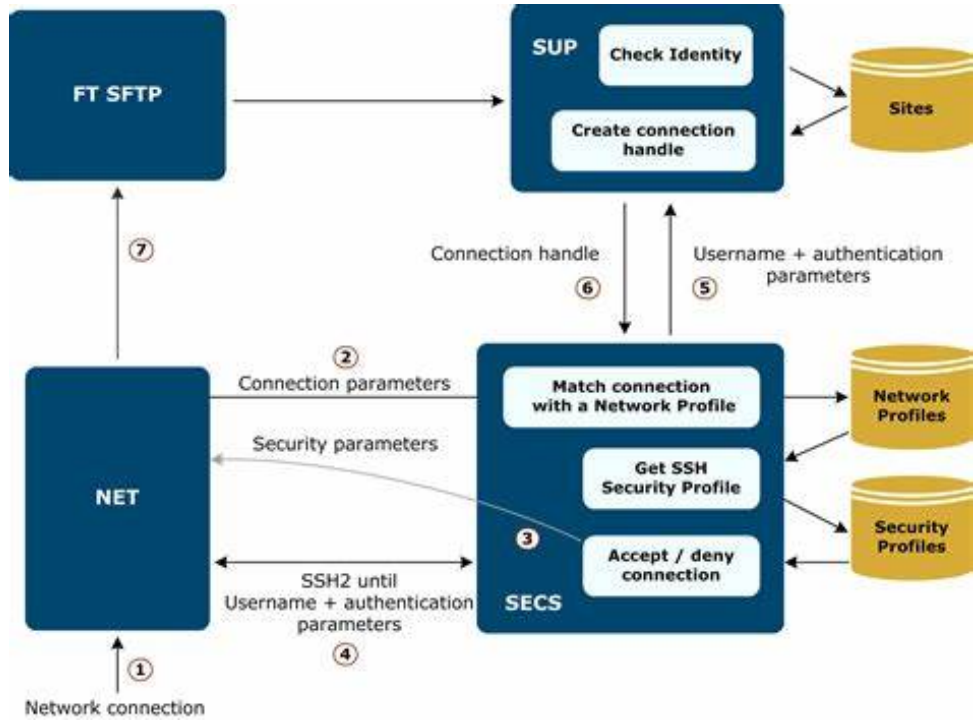 FT SFTP
SUP
Check Identity
Create connection
handle
Sites
7
Connection handle
6
Username + authentication
parameters
5
2
Connection parameters
Match connection
with a Network Profile
Network
Profiles
Security parameters
NET
Get SSH
Security Profile
3
Security
Profiles
Accept / deny
connection
SSH2 until
Username + authentication
parameters
4
SECS
1
Network connection